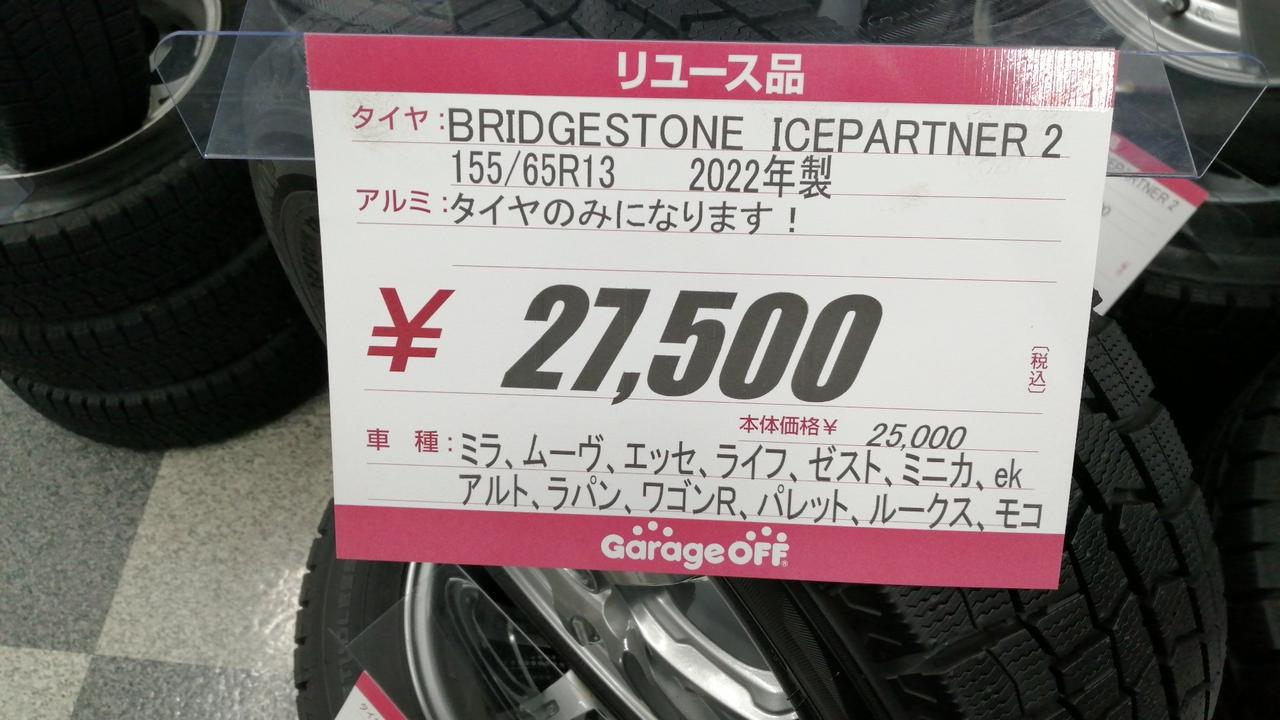 リユース品
タイヤ:BRIDGESTONE ICEPARTNER 2
155/65R13 2022年製
アルミ:タイヤのみになります！
¥ 27,500
〔税込〕
本体価格¥ 25,000
車 種:ミラ、ムーヴ、エッセ、ライフ、ゼスト、ミニカ、ek
アルト、ラパン、ワゴンR、パレット、ルークス、モコ
GarageOFF®
PARTNER 2